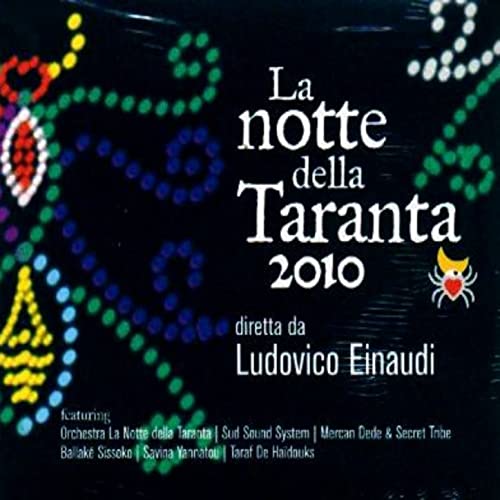 La
notte
della
Taranta
2010
diretta da
Ludovico Einaudi
featuring
Orchestra La Notte della Taranta | Sud Sound System | Mercan Dede & Secret Tribe
Ballaké Sissoko | Savina Yannatou | Taraf De Haïdouks